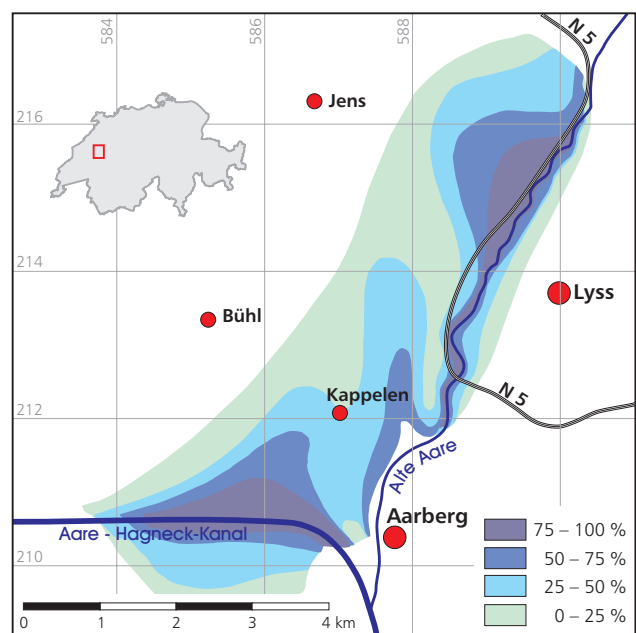 584
586
588
N 5
216
Jens
214
Lyss
Bühl
Kappelen
N 5
212
Alte Aare
Aarberg
Aare - Hagneck-Kanal
210
75 – 100 %
50 – 75 %
25 – 50 %
0 – 25 %
0 1 2 3 4 km